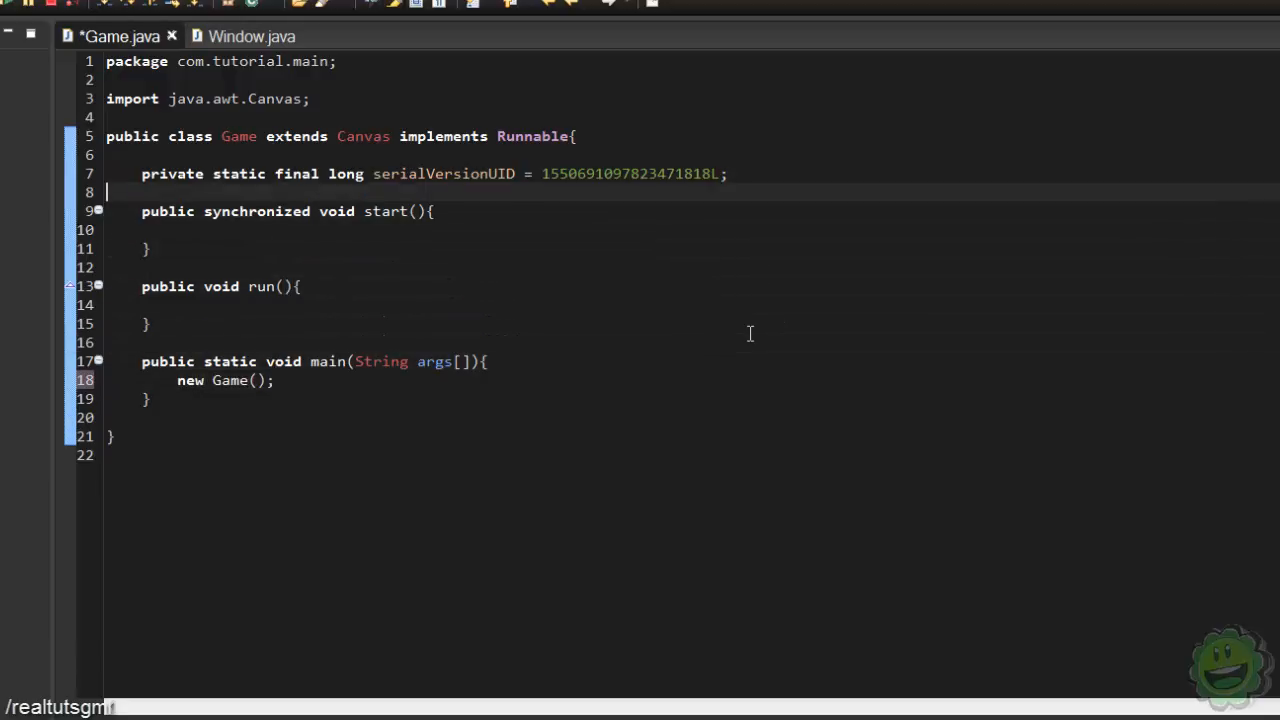 *Game.java
Window.java
1 package com.tutorial.main;
2
3 import java.awt.Canvas;
4
5 public class Game extends Canvas implements Runnable{
6
7 private static final long serialVersionUID = 1550691097823471818L;
8
9 public synchronized void start(){
10
11 }
12
13 public void run(){
14
15 }
16
17 public static void main(String args[]){
18 new Game();
19 }
20
21 }
22
/realtutsgmr